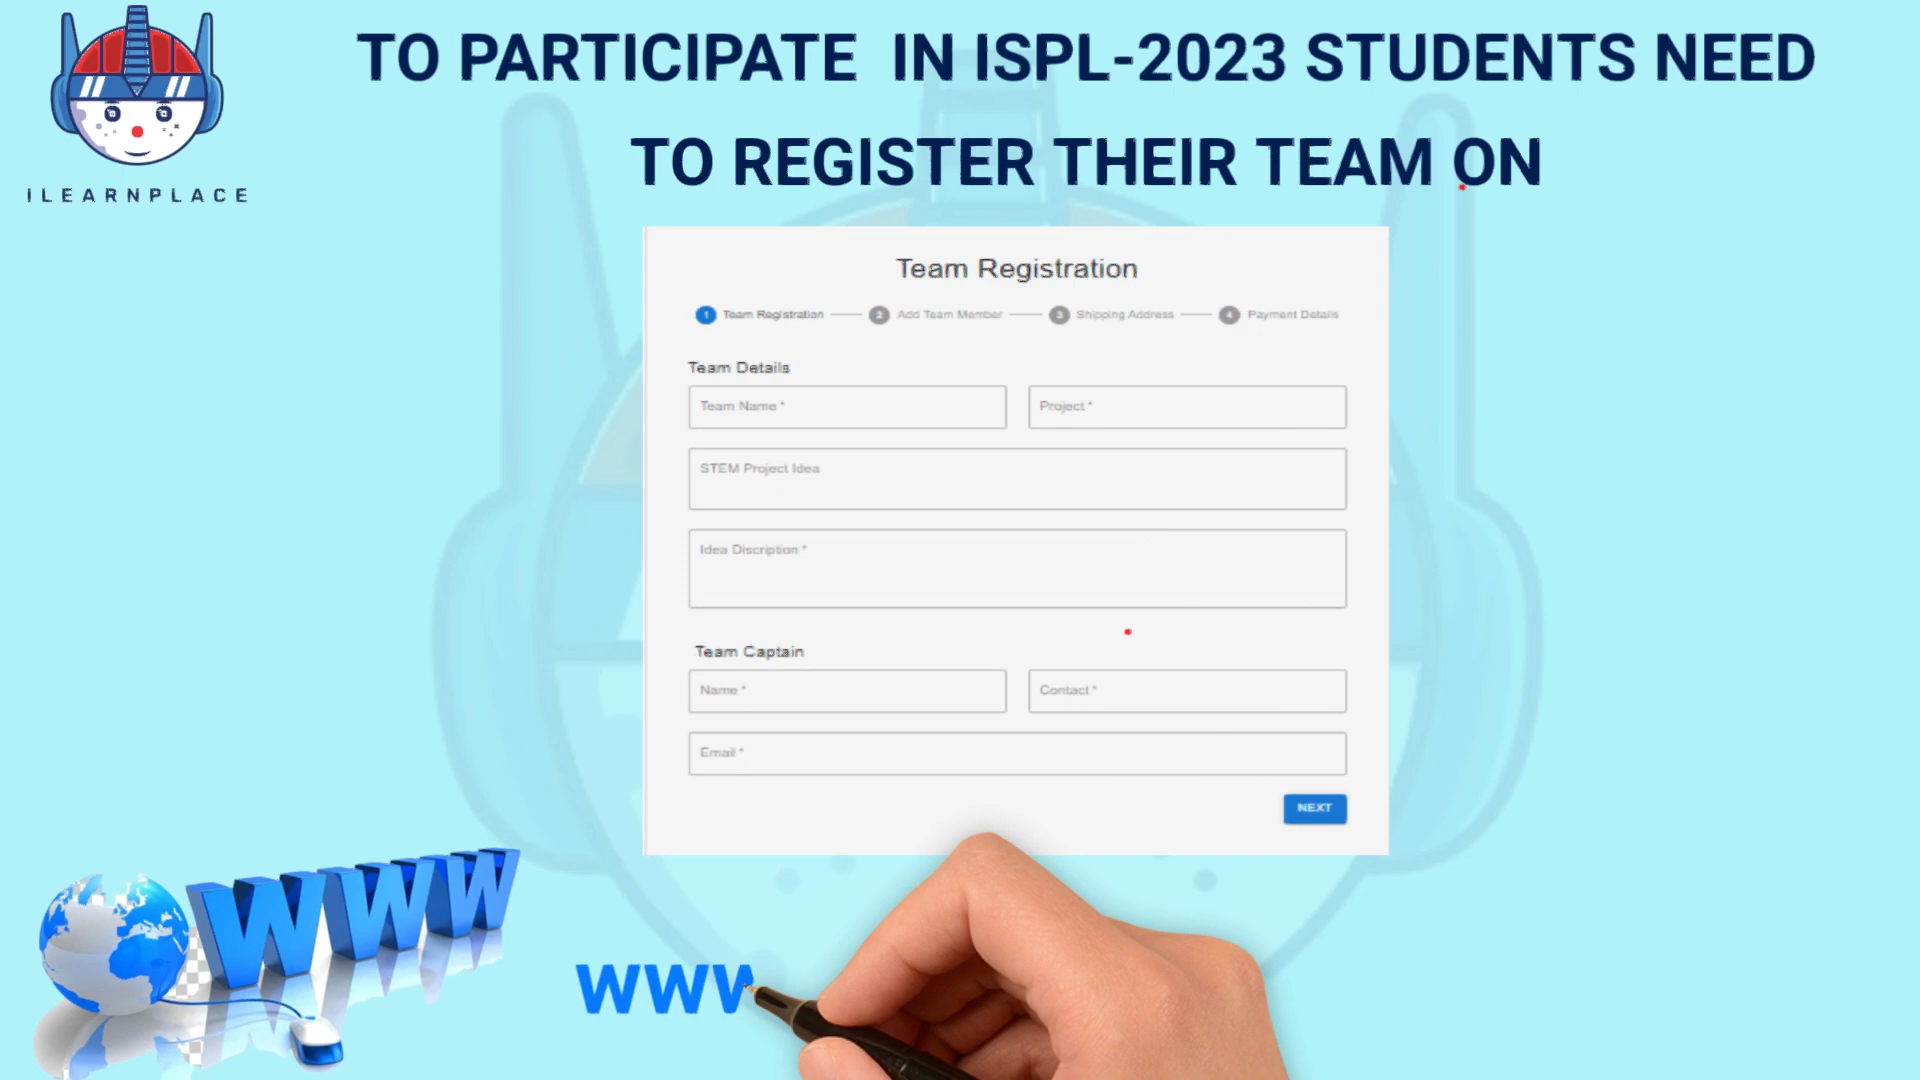 TO PARTICIPATE IN ISPL-2023 STUDENTS NEED
TO REGISTER THEIR TEAM ON
ILEARNPLACE
Team Registration
1 Team Registration 2 Add Team Member 3 Shipping Address 4 Payment Details
Team Details
Team Name * Project *
STEM Project Idea
Idea Discription *
Team Captain
Name * Contact *
Email *
NEXT
WWW
WWW